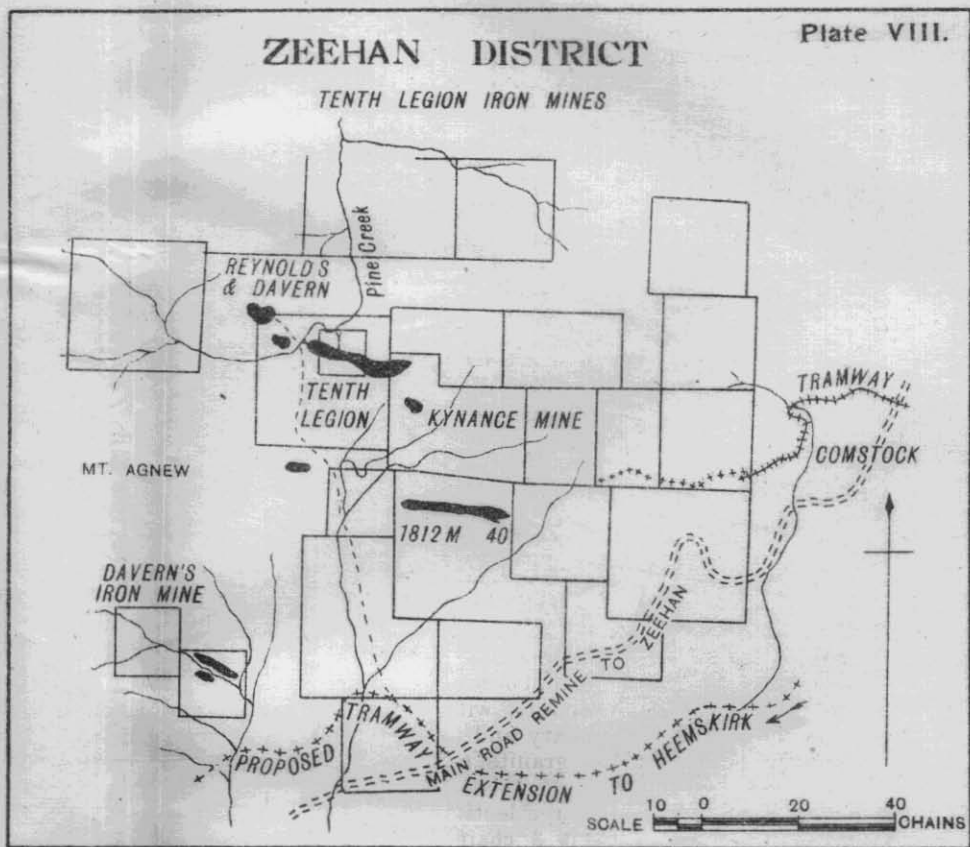 Plate VIII.
ZEEHAN DISTRICT
TENTH LEGION IRON MINES
Pine Creek
REYNOLDS
& DAVERN
TENTH
LEGION
KYNANCE MINE
TRAMWAY
COMSTOCK
MT. AGNEW
1812 M 40
DAVERN'S
IRON MINE
MAIN ROAD REMINE TO ZEEHAN
PROPOSED TRAMWAY EXTENSION TO HEEMSKIRK
SCALE 10 0 20 40 CHAINS